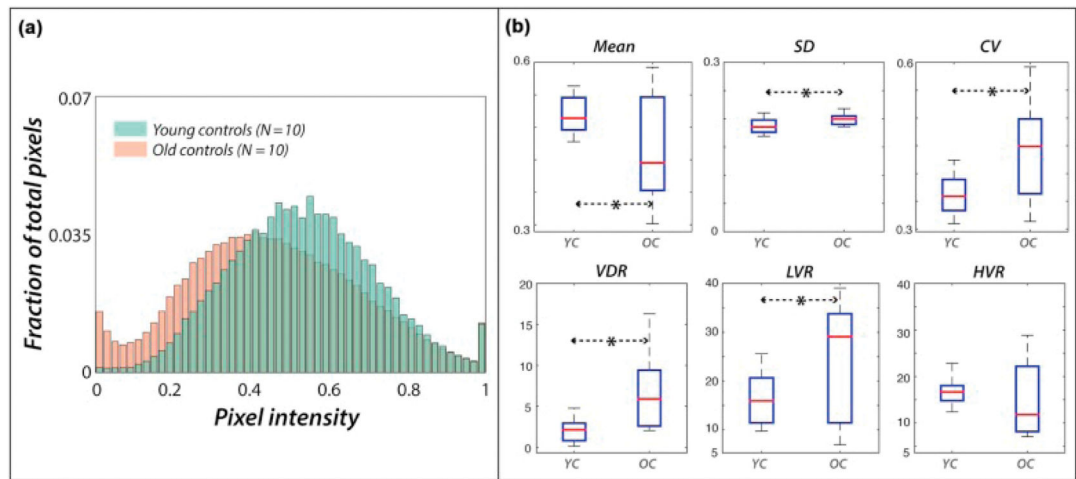 (a)
0.07
0.035
0
Fraction of total pixels
Young controls (N = 10)
Old controls (N = 10)
0 0.2 0.4 0.6 0.8 1
Pixel intensity
(b)
Mean
0.6
0.3
*
YC OC
SD
0.3
0
*
YC OC
CV
0.6
0.3
*
YC OC
VDR
20
15
10
5
0
*
YC OC
LVR
40
30
20
15
10
5
*
YC OC
HVR
40
30
20
15
10
5
YC OC